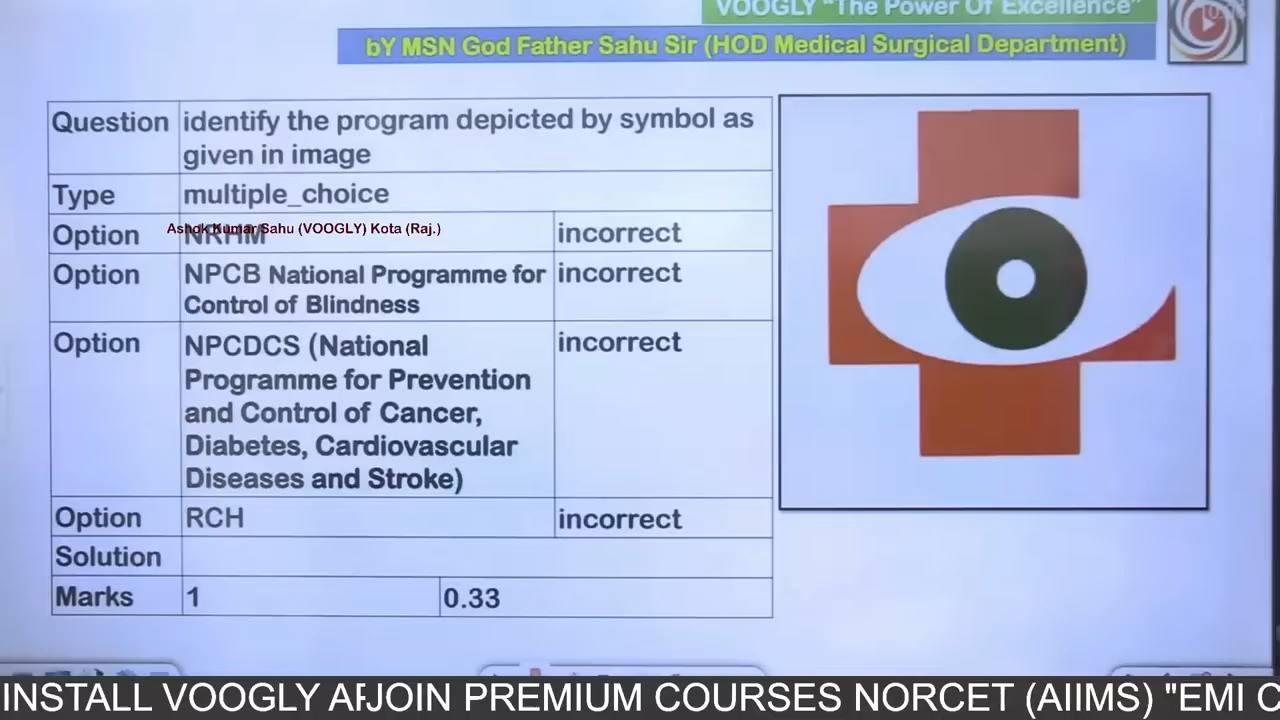 VOOGLY "The Power Of Excellence"
bY MSN God Father Sahu Sir (HOD Medical Surgical Department)
Question identify the program depicted by symbol as
given in image
Type multiple_choice
Ashok Kumar Sahu (VOOGLY) Kota (Raj.)
Option NRHM incorrect
Option NPCB National Programme for incorrect
Control of Blindness
Option NPCDCS (National incorrect
Programme for Prevention
and Control of Cancer,
Diabetes, Cardiovascular
Diseases and Stroke)
Option RCH incorrect
Solution
Marks 1 0.33
INSTALL VOOGLY JOIN PREMIUM COURSES NORCET (AIIMS) "EMI